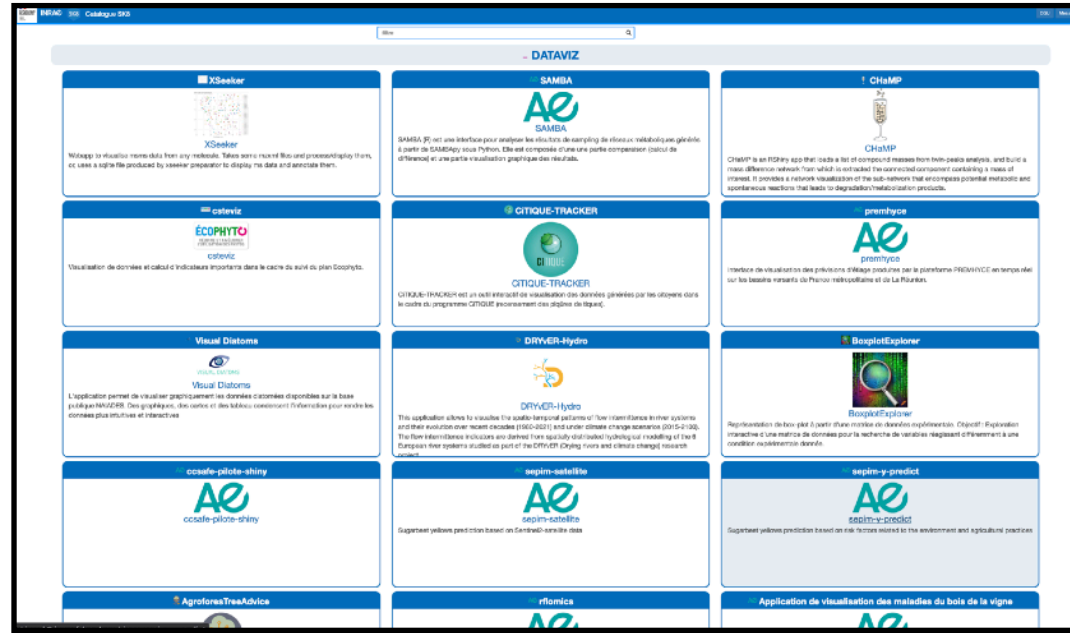 INRAE SK8 Catalogue SK8
filtre
DATAVIZ
XSeeker
XSeeker
Webapp to visualise msms data from any molecule. Takes some mzxml files and process/display them,
or, uses a sqlite file produced by xseeker preparator to display ms data and annotate them.
SAMBA
SAMBA
SAMBA (R) est une interface pour analyser les résultats de sampling de réseaux métaboliques générés
à partir de SAMBApy sous Python. Elle est composée d'une une partie comparaison (calcul de
différence) et une partie visualisation graphique des résultats.
CHaMP
CHaMP
CHaMP is an RShiny app that loads a list of compound masses from twin-peaks analysis, and build a
mass difference network from which is extracted the connected component containing a mass of
interest. It provides a network visualization of the sub-network that encompass potential metabolic and
spontaneous reactions that leads to degradation/metabolization products.
csteviz
ÉCOPHYTO
csteviz
Visualisation de données et calcul d'indicateurs importants dans le cadre du suivi du plan Ecophyto.
CiTIQUE-TRACKER
CiTIQUE
CiTIQUE-TRACKER
CiTIQUE-TRACKER est un outil interactif de visualisation des données générées par les citoyens dans
le cadre du programme CiTIQUE (recensement des piqûres de tiques).
premhyce
premhyce
Interface de visualisation des prévisions d'étiage produites par la plateforme PREMHYCE en temps réel
sur les bassins versants de France métropolitaine et de La Réunion.
Visual Diatoms
VISUAL DIATOMS
Visual Diatoms
L'application permet de visualiser graphiquement les données diatomées disponibles sur la base
publique NAIADES. Des graphiques, des cartes et des tableau condensent l'information pour rendre les
données plus intuitives et interactives
DRYvER-Hydro
DRYvER-Hydro
This application allows to visualise the spatio-temporal patterns of flow intermittence in river systems
and their evolution over recent decades (1960-2021) and under climate change scenarios (2015-2100).
The flow intermittence indicators are derived from spatially-distributed hydrological modelling of the 6
European river systems studied as part of the DRYvER (Drying rivers and climate change) research
project
BoxplotExplorer
BoxplotExplorer
Représentation de box-plot à partir d'une matrice de données expérimentale. Objectif : Exploration
interactive d'une matrice de données pour la recherche de variables réagissant différemment à une
condition expérimentale donnée.
ccsafe-pilote-shiny
ccsafe-pilote-shiny
sepim-satellite
sepim-satellite
Sugarbeet yellows prediction based on Sentinel2-satellite data
sepim-y-predict
sepim-y-predict
Sugarbeet yellows prediction based on risk factors related to the environment and agricultural practices
AgroforesTreeAdvice
rflomics
Application de visualisation des maladies du bois de la vigne